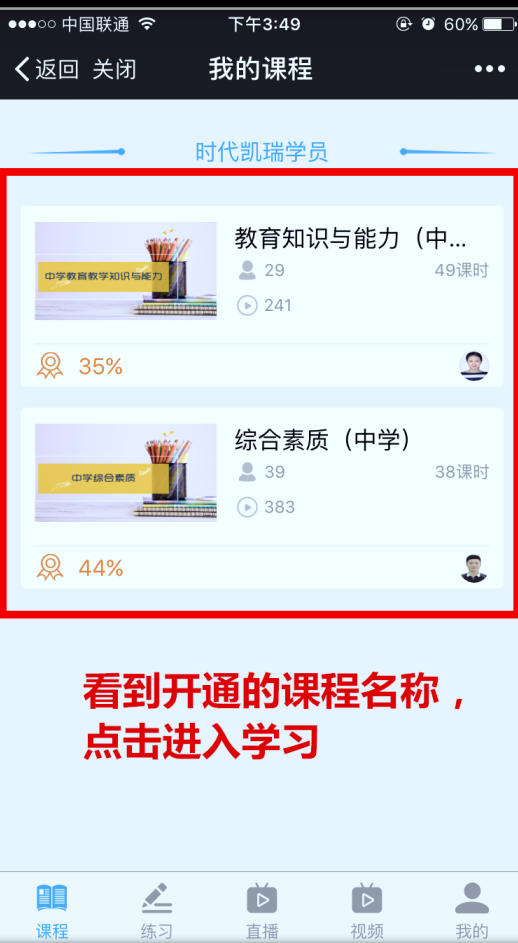 中国联通 下午3:49 60%
返回 关闭 我的课程
时代凯瑞学员
中学教育教学知识与能力
教育知识与能力（中...
29 49课时
241
35%
中学综合素质
综合素质（中学）
39 38课时
383
44%
看到开通的课程名称，
点击进入学习
课程 练习 直播 视频 我的